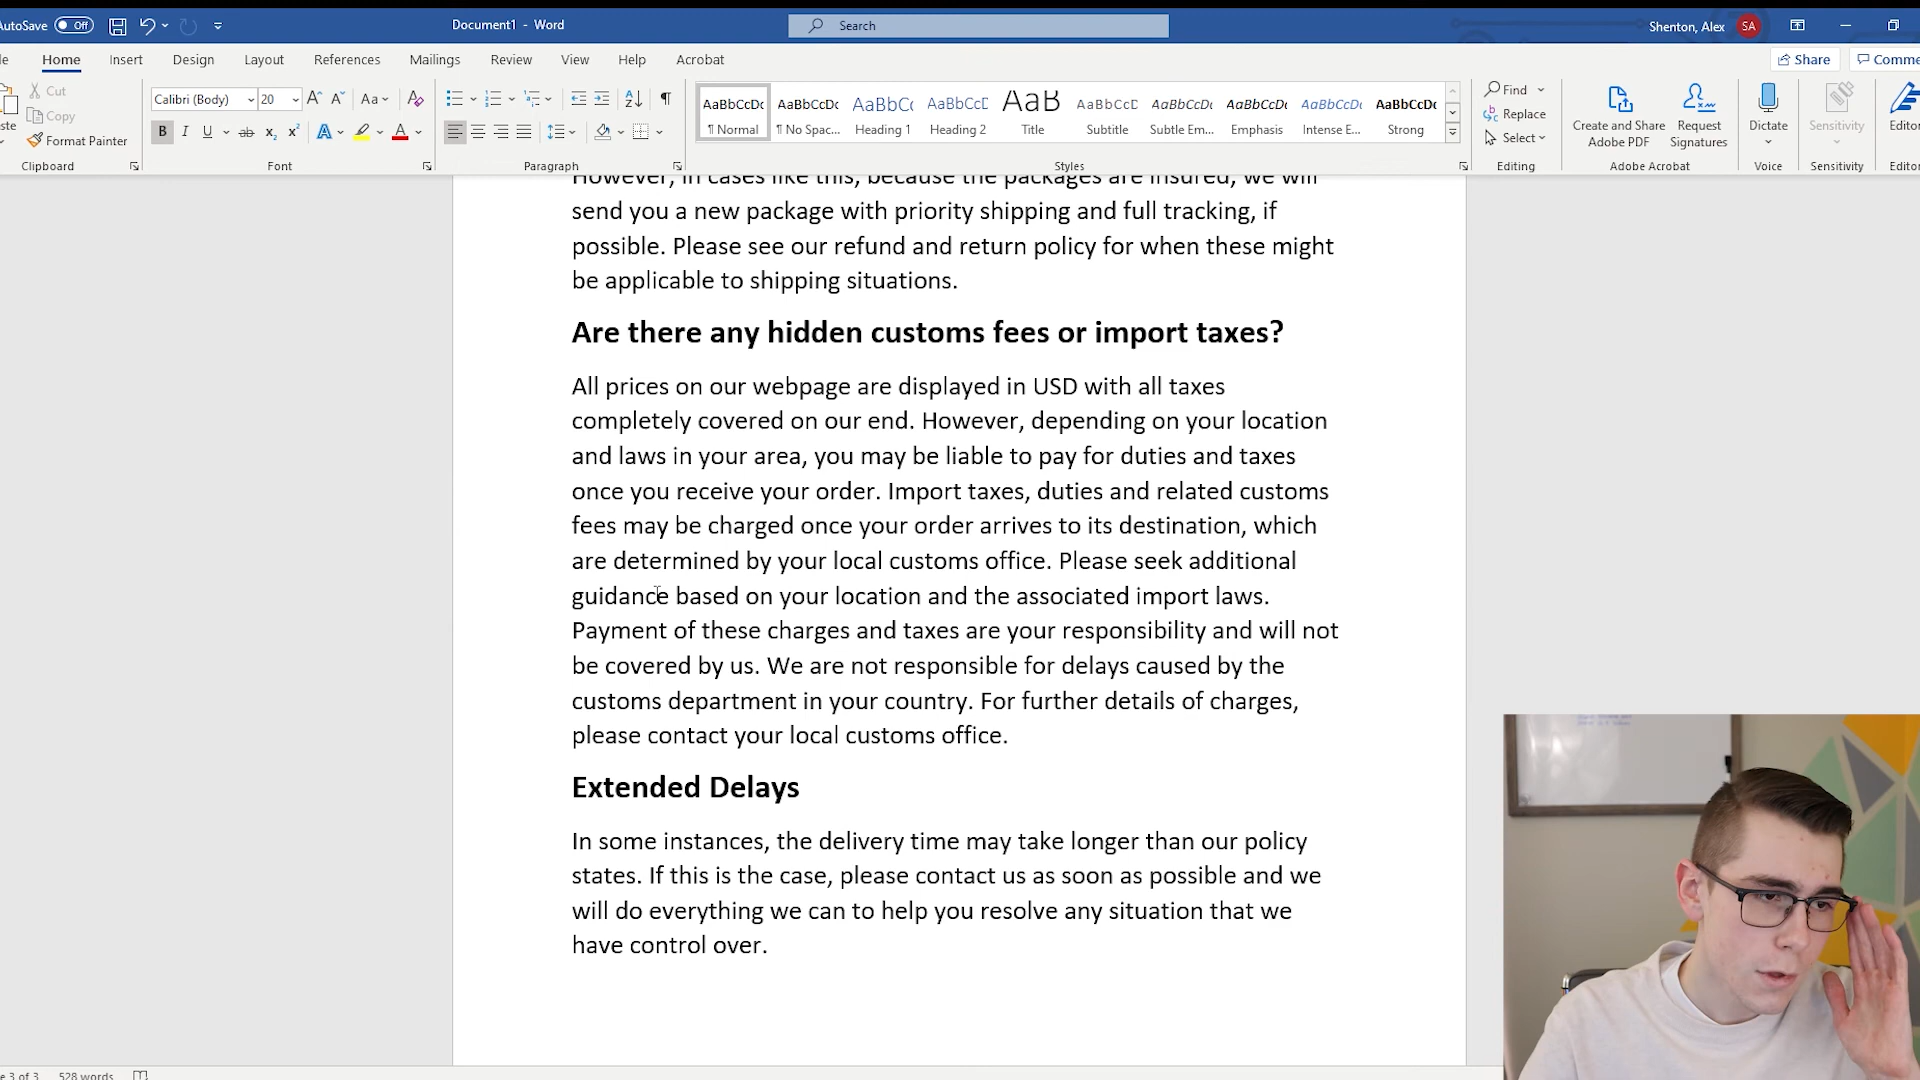 AutoSave Off
Document1 - Word
Search
Shenton, Alex SA
Home Insert Design Layout References Mailings Review View Help Acrobat
Share
Cut
Copy
Format Painter
Clipboard
Calibri (Body) 20
Font
Paragraph
AaBbCcDc AaBbCcDc AaBbCc AaBbCcD AaB AaBbCcD AaBbCcDc AaBbCcDc AaBbCcDc AaBbCcDc
¶ Normal ¶ No Spac... Heading 1 Heading 2 Title Subtitle Subtle Em... Emphasis Intense E... Strong
Styles
Find
Replace
Select
Editing
Create and Share Adobe PDF
Request Signatures
Adobe Acrobat
Dictate
Voice
Sensitivity
Sensitivity
However, in cases like this, because the packages are insured, we will
send you a new package with priority shipping and full tracking, if
possible. Please see our refund and return policy for when these might
be applicable to shipping situations.
Are there any hidden customs fees or import taxes?
All prices on our webpage are displayed in USD with all taxes
completely covered on our end. However, depending on your location
and laws in your area, you may be liable to pay for duties and taxes
once you receive your order. Import taxes, duties and related customs
fees may be charged once your order arrives to its destination, which
are determined by your local customs office. Please seek additional
guidance based on your location and the associated import laws.
Payment of these charges and taxes are your responsibility and will not
be covered by us. We are not responsible for delays caused by the
customs department in your country. For further details of charges,
please contact your local customs office.
Extended Delays
In some instances, the delivery time may take longer than our policy
states. If this is the case, please contact us as soon as possible and we
will do everything we can to help you resolve any situation that we
have control over.
3 of 3 528 words